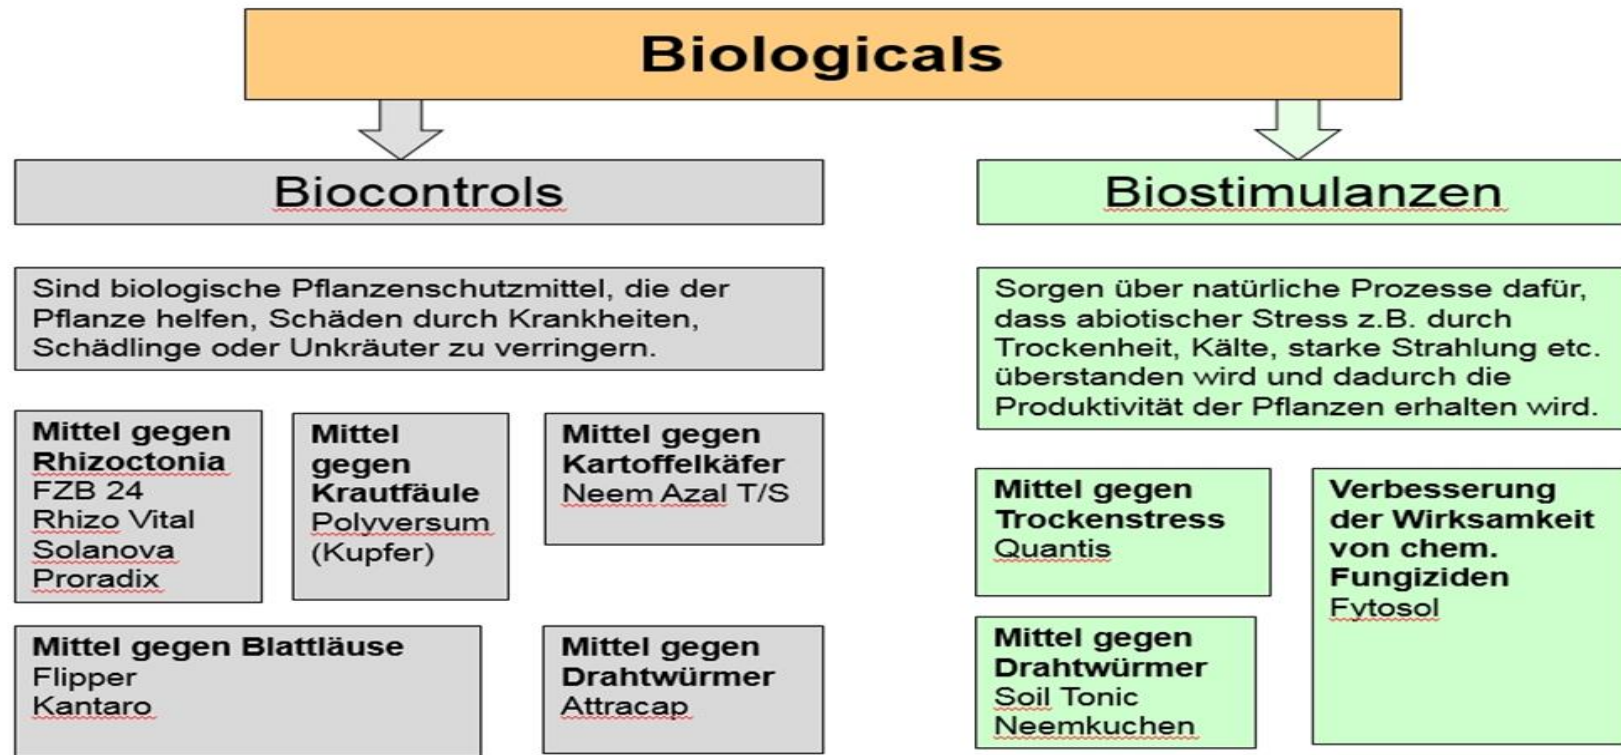 Biologicals
Biocontrols
Sind biologische Pflanzenschutzmittel, die der
Pflanze helfen, Schäden durch Krankheiten,
Schädlinge oder Unkräuter zu verringern.
Mittel gegen
Rhizoctonia
FZB 24
Rhizo Vital
Solanova
Proradix
Mittel
gegen
Krautfäule
Polyversum
(Kupfer)
Mittel gegen
Kartoffelkäfer
Neem Azal T/S
Mittel gegen Blattläuse
Flipper
Kantaro
Mittel gegen
Drahtwürmer
Attracap
Biostimulanzen
Sorgen über natürliche Prozesse dafür,
dass abiotischer Stress z.B. durch
Trockenheit, Kälte, starke Strahlung etc.
überstanden wird und dadurch die
Produktivität der Pflanzen erhalten wird.
Mittel gegen
Trockenstress
Quantis
Verbesserung
der Wirksamkeit
von chem.
Fungiziden
Fytosol
Mittel gegen
Drahtwürmer
Soil Tonic
Neemkuchen